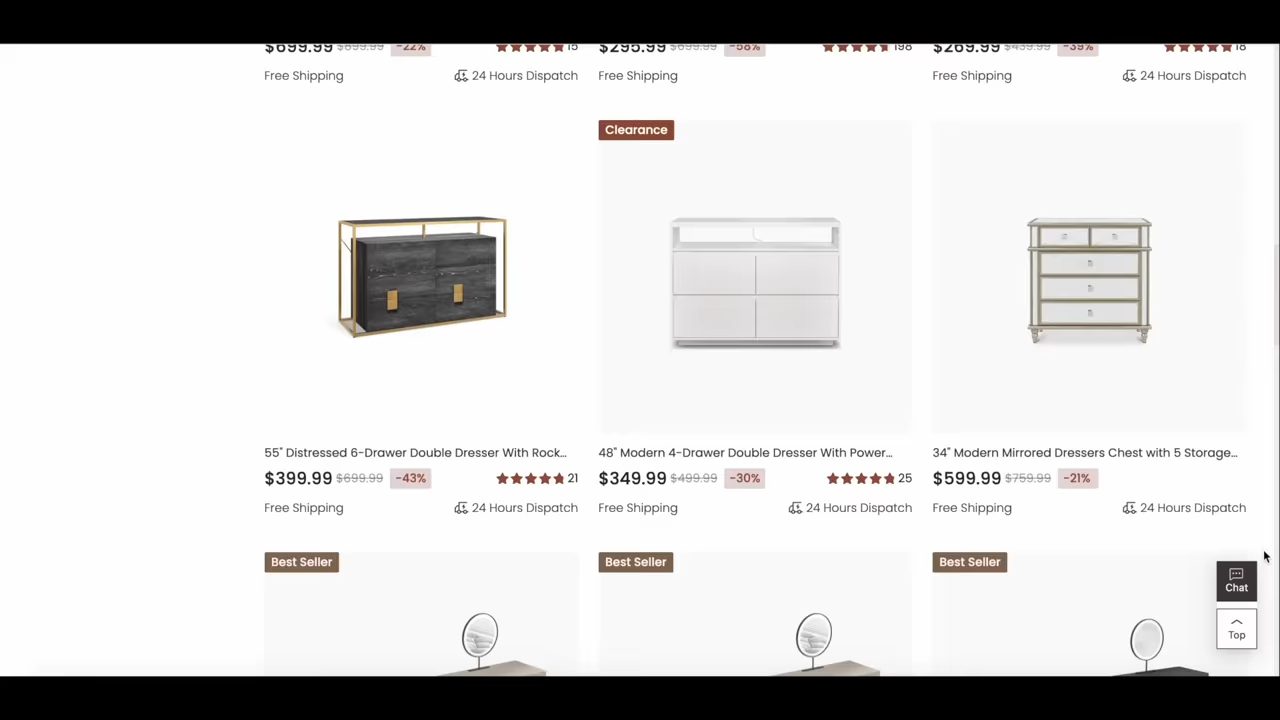 $699.99 $899.99 -22% 15
$295.99 $699.99 -58% 198
$269.99 $439.99 -39% 18
Free Shipping 24 Hours Dispatch
Free Shipping
Free Shipping 24 Hours Dispatch
Clearance
55" Distressed 6-Drawer Double Dresser With Rock...
$399.99 $699.99 -43% 21
Free Shipping 24 Hours Dispatch
48" Modern 4-Drawer Double Dresser With Power...
$349.99 $499.99 -30% 25
Free Shipping 24 Hours Dispatch
34" Modern Mirrored Dressers Chest with 5 Storage...
$599.99 $759.99 -21%
Free Shipping 24 Hours Dispatch
Best Seller
Best Seller
Best Seller
Chat
Top